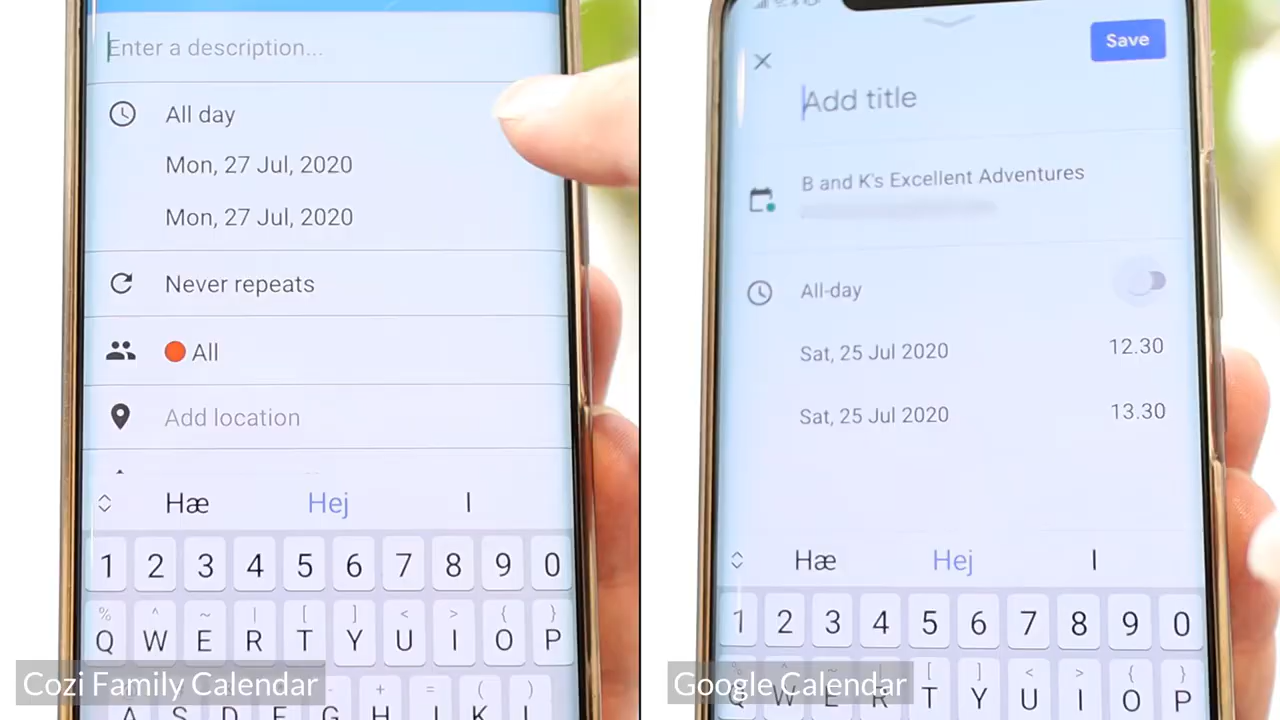 Enter a description...
All day
Mon, 27 Jul, 2020
Mon, 27 Jul, 2020
Never repeats
All
Add location
Hæ Hej I
1 2 3 4 5 6 7 8 9 0
% ^ ~ | [ ] < > { }
Q W E R T Y U I O P
- + = ( )
A S D F G H J K L
Cozi Family Calendar
Save
Add title
B and K's Excellent Adventures
All-day
Sat, 25 Jul 2020 12.30
Sat, 25 Jul 2020 13.30
Hæ Hej I
1 2 3 4 5 6 7 8 9 0
[ ] < > { }
Q W E R T Y U I O P
Google Calendar